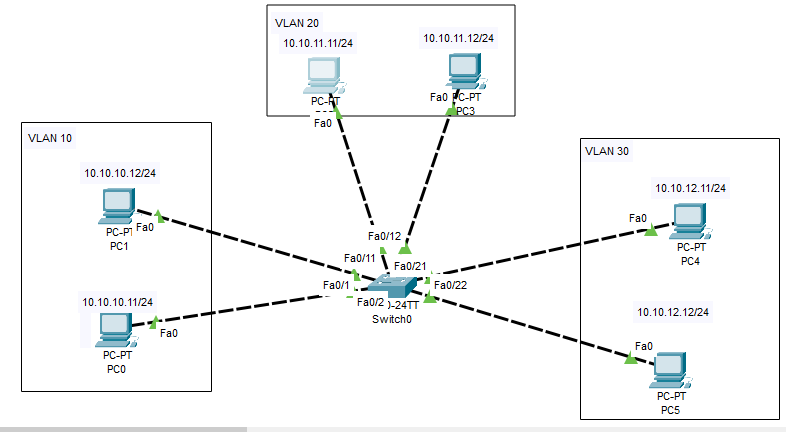 VLAN 20
10.10.11.11/24
10.10.11.12/24
PC-PT
Fa0
Fa0
PC-PT
PC3
VLAN 10
10.10.10.12/24
PC-PT
PC1
Fa0
10.10.10.11/24
Fa0
PC-PT
PC0
VLAN 30
10.10.12.11/24
Fa0
PC-PT
PC4
10.10.12.12/24
Fa0
PC-PT
PC5
Fa0/12
Fa0/11
Fa0/21
Fa0/1
Fa0/22
Fa0/2
0-24TT
Switch0